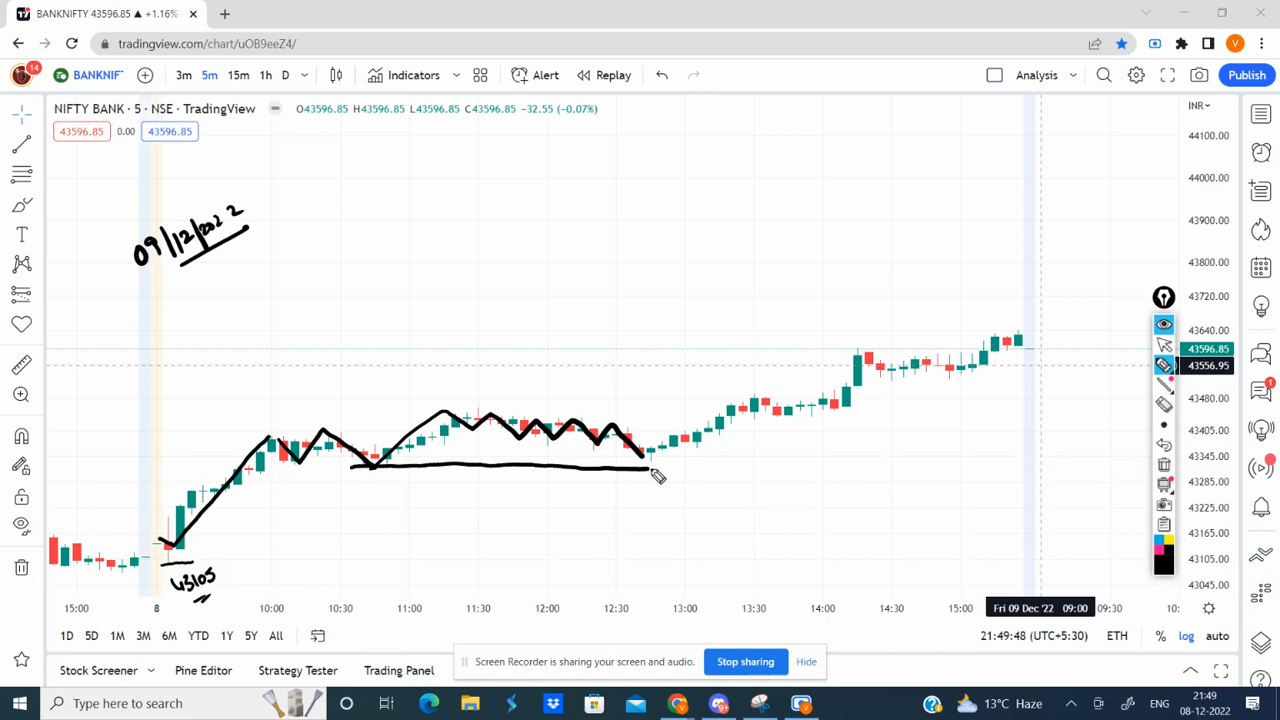 BANKNIFTY 43596.85 ▲ +1.16%
tradingview.com/chart/uOB9eeZ4/
V
14
BANKNIF
3m 5m 15m 1h D
Indicators
Alert
Replay
Analysis
Publish
NIFTY BANK · 5 · NSE · TradingView
O43596.85 H43596.85 L43596.85 C43596.85 -32.55 (-0.07%)
INR
43596.85 0.00 43596.85
44100.00
44000.00
43900.00
43800.00
43720.00
43640.00
43596.85
43556.95
43480.00
43405.00
43345.00
43285.00
43225.00
43165.00
43105.00
43045.00
09/12/2022
43105
1
15:00 8 10:00 10:30 11:00 11:30 12:00 12:30 13:00 13:30 14:00 14:30 15:00 Fri 09 Dec '22 09:00 09:30 10:
1D 5D 1M 3M 6M YTD 1Y 5Y All
21:49:48 (UTC+5:30) ETH % log auto
Screen Recorder is sharing your screen and audio. Stop sharing Hide
Stock Screener Pine Editor Strategy Tester Trading Panel
Type here to search
13°C Haze
ENG
21:49
08-12-2022